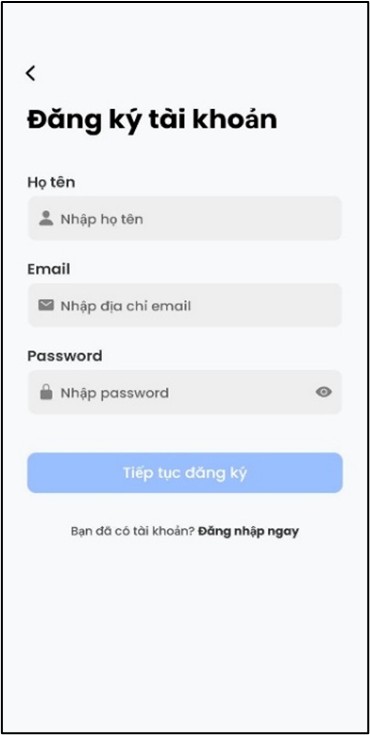 Đăng ký tài khoản
Họ tên
Nhập họ tên
Email
Nhập địa chỉ email
Password
Nhập password
Tiếp tục đăng ký
Bạn đã có tài khoản? Đăng nhập ngay